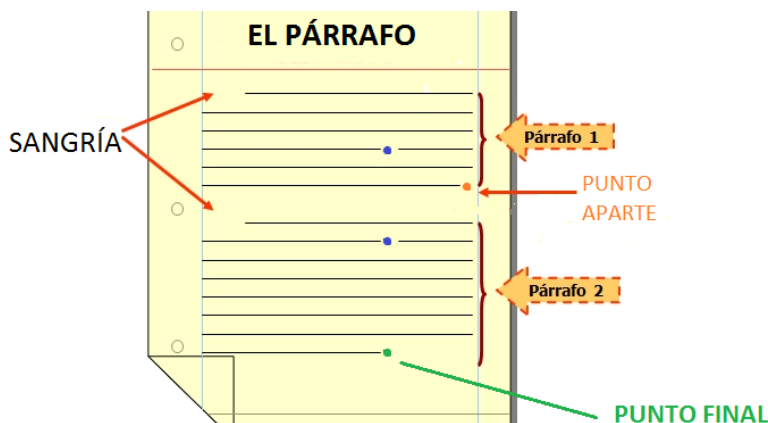 EL PÁRRAFO
SANGRÍA
Párrafo 1
PUNTO
APARTE
Párrafo 2
PUNTO FINAL